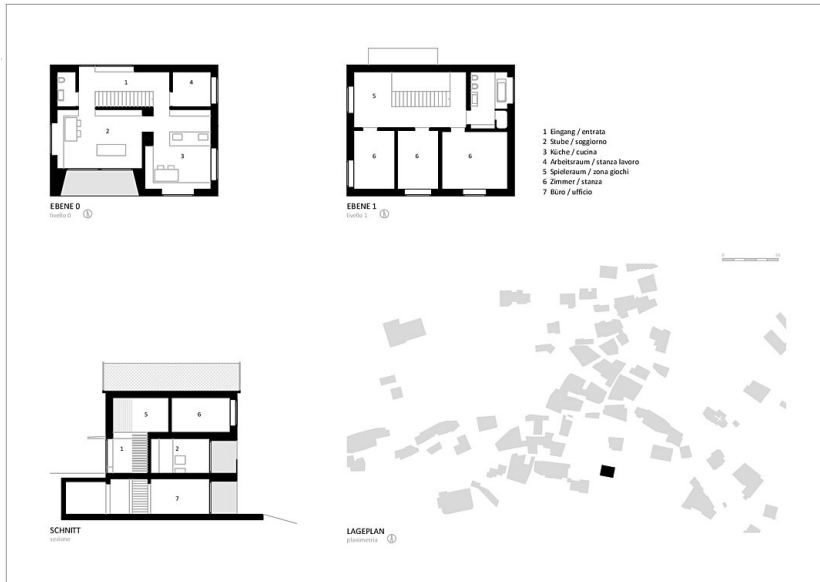 1
4
2
3
EBENE 0
livello 0
5
6
6
6
EBENE 1
livello 1
1 Eingang / entrata
2 Stube / soggiorno
3 Küche / cucina
4 Arbeitsraum / stanza lavoro
5 Spieleraum / zona giochi
6 Zimmer / stanza
7 Büro / ufficio
0
5
6
1
2
7
SCHNITT
sezione
LAGEPLAN
planimetria